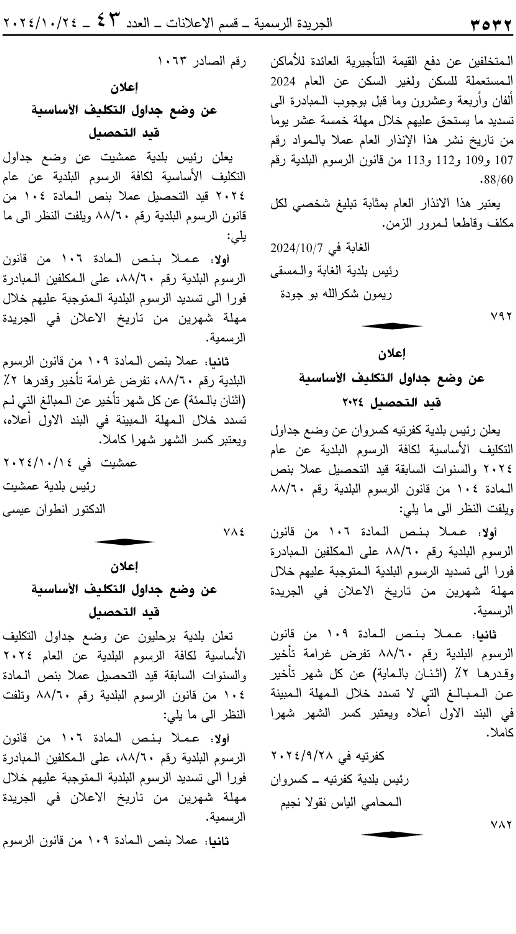 ٣٥٣٢
الجريدة الرسمية – قسم الاعلانات – العدد ٤٣ – ٢٠٢٤/١٠/٢٤
المتخلفين عن دفع القيمة التأجيرية العائدة للأماكن
المستعملة للسكن ولغير السكن عن العام 2024
ألفان وأربعة وعشرون وما قبل بوجوب المبادرة الى
تسديد ما يستحق عليهم خلال مهلة خمسة عشر يوما
من تاريخ نشر هذا الإنذار العام عملا بالمواد رقم
107 و109 و112 و113 من قانون الرسوم البلدية رقم
88/60.
يعتبر هذا الانذار العام بمثابة تبليغ شخصي لكل
مكلف وقاطعا لمرور الزمن.
الغابة في 2024/10/7
رئيس بلدية الغابة والمسقى
ريمون شكرالله بو جودة
٧٩٢
إعلان
عن وضع جداول التكليف الأساسية
قيد التحصيل ٢٠٢٤
يعلن رئيس بلدية كفرتيه كسروان عن وضع جداول
التكليف الأساسية لكافة الرسوم البلدية عن عام
٢٠٢٤ والسنوات السابقة قيد التحصيل عملا بنص
المادة ١٠٤ من قانون الرسوم البلدية رقم ٨٨/٦٠
ويلفت النظر الى ما يلي:
اولا: عملا بنص المادة ١٠٦ من قانون
الرسوم البلدية رقم ٨٨/٦٠ على المكلفين المبادرة
فورا الى تسديد الرسوم البلدية المتوجبة عليهم خلال
مهلة شهرين من تاريخ الاعلان في الجريدة
الرسمية.
ثانيا: عملا بنص المادة ١٠٩ من قانون
الرسوم البلدية رقم ٨٨/٦٠ تفرض غرامة تأخير
وقدرها ٢٪ (اثنان بالماية) عن كل شهر تأخير
عن المبالغ التي لا تسدد خلال المهلة المبينة
في البند الاول أعلاه ويعتبر كسر الشهر شهرا
كاملا.
كفرتيه في ٢٠٢٤/٩/٢٨
رئيس بلدية كفرتيه – كسروان
المحامي الياس نقولا نجيم
٧٨٢
رقم الصادر ١٠٦٣
إعلان
عن وضع جداول التكليف الأساسية
قيد التحصيل
يعلن رئيس بلدية عمشيت عن وضع جداول
التكليف الأساسية لكافة الرسوم البلدية عن عام
٢٠٢٤ قيد التحصيل عملا بنص المادة ١٠٤ من
قانون الرسوم البلدية رقم ٨٨/٦٠ ويلفت النظر الى ما
يلي:
اولا: عملا بنص المادة ١٠٦ من قانون
الرسوم البلدية رقم ٨٨/٦٠، على المكلفين المبادرة
فورا الى تسديد الرسوم البلدية المتوجبة عليهم خلال
مهلة شهرين من تاريخ الاعلان في الجريدة
الرسمية.
ثانيا: عملا بنص المادة ١٠٩ من قانون الرسوم
البلدية رقم ٨٨/٦٠، تفرض غرامة تأخير وقدرها ٢٪
(اثنان بالمئة) عن كل شهر تأخير عن المبالغ التي لم
تسدد خلال المهلة المبينة في البند الاول أعلاه،
ويعتبر كسر الشهر شهرا كاملا.
عمشيت في ٢٠٢٤/١٠/١٤
رئيس بلدية عمشيت
الدكتور انطوان عيسى
٧٨٤
إعلان
عن وضع جداول التكليف الأساسية
قيد التحصيل
تعلن بلدية برحليون عن وضع جداول التكليف
الأساسية لكافة الرسوم البلدية عن العام ٢٠٢٤
والسنوات السابقة قيد التحصيل عملا بنص المادة
١٠٤ من قانون الرسوم البلدية رقم ٨٨/٦٠ وتلفت
النظر الى ما يلي:
اولا: عملا بنص المادة ١٠٦ من قانون
الرسوم البلدية رقم ٨٨/٦٠، على المكلفين المبادرة
فورا الى تسديد الرسوم البلدية المتوجبة عليهم خلال
مهلة شهرين من تاريخ الاعلان في الجريدة
الرسمية.
ثانيا: عملا بنص المادة ١٠٩ من قانون الرسوم